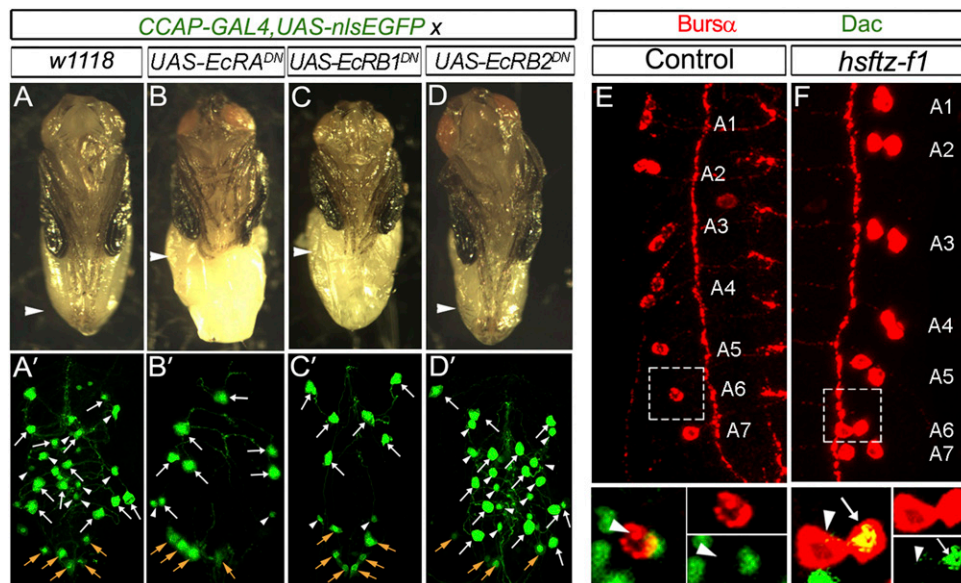 CCAP-GAL4,UAS-nlsEGFP x
w1118 UAS-EcRA^DN UAS-EcRB1^DN UAS-EcRB2^DN
A B C D
A' B' C' D'
Bursα Dac
Control hsftz-f1
E F
A1 A1
A2 A2
A3 A3
A4 A4
A5 A5
A6 A6
A7 A7